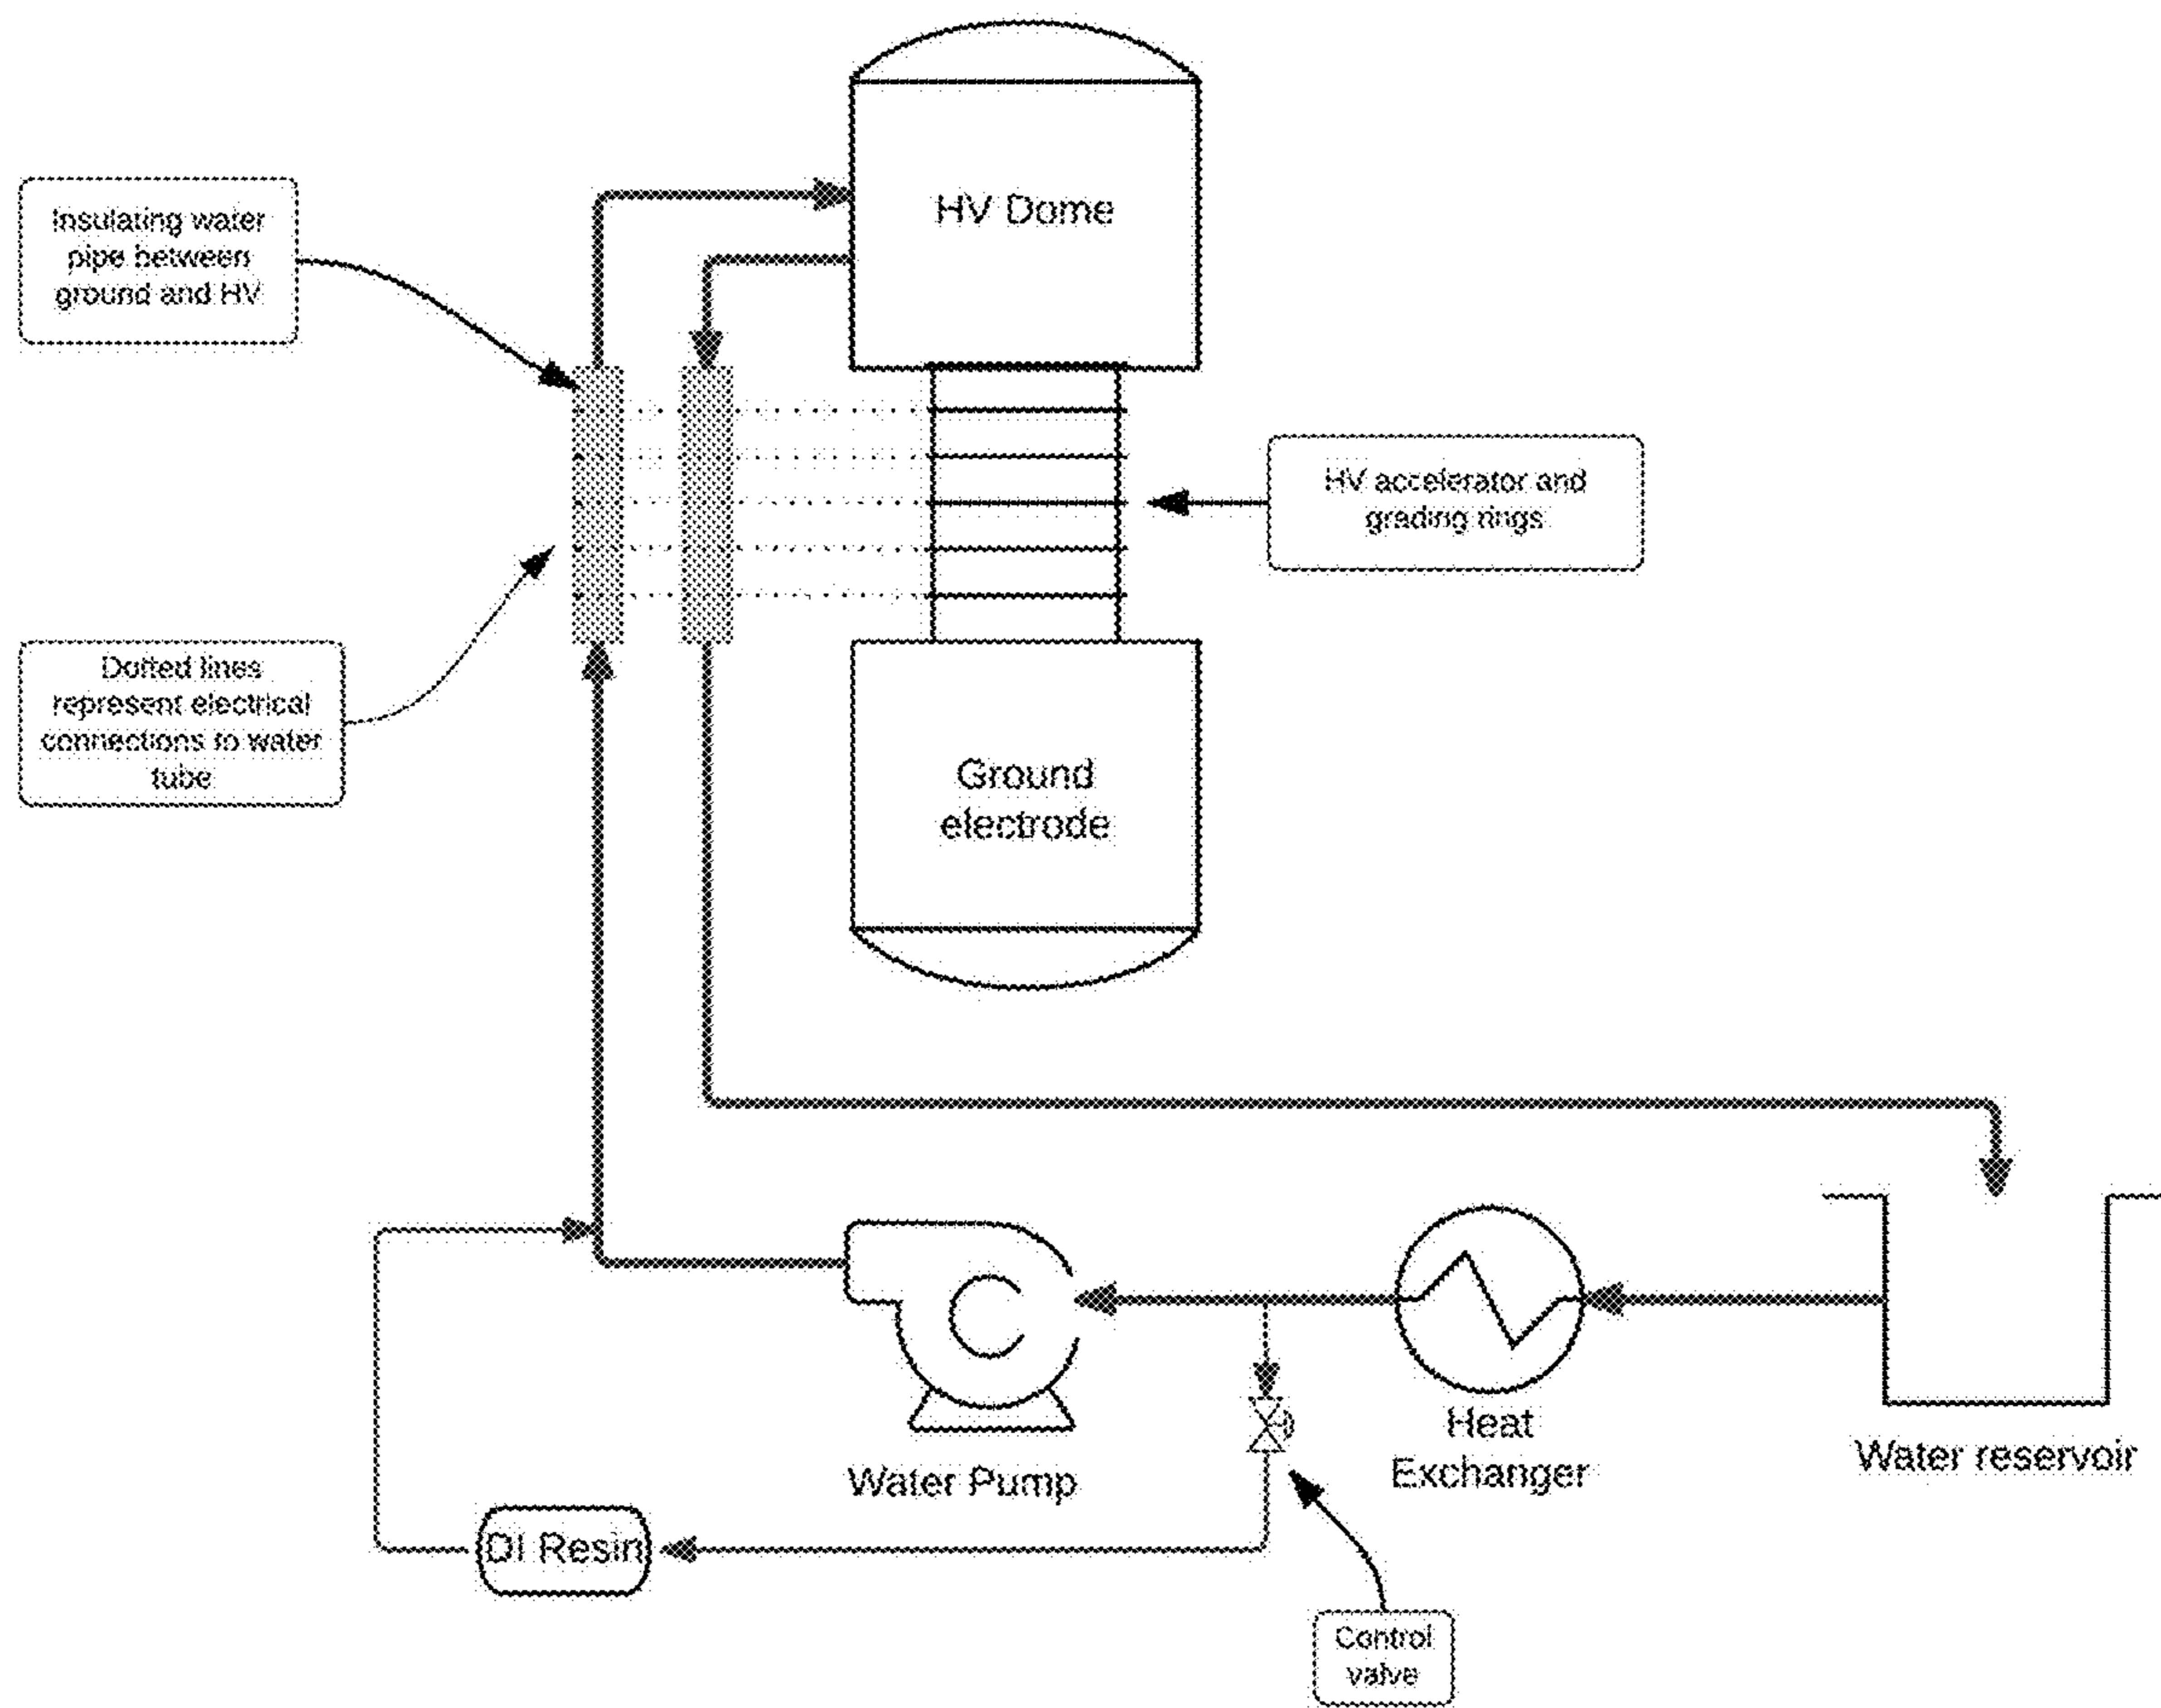 HV Dome
Insulating water
pipe between
ground and HV
HV accelerator and
grading rings
Dotted lines
represent electrical
connections to water
tube
Ground
electrode
Water Pump
Heat
Exchanger
Water reservoir
DI Resin
Control
valve